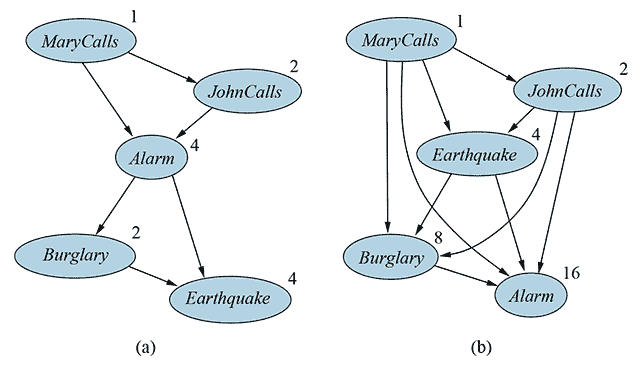 MaryCalls 1
JohnCalls 2
Alarm 4
Burglary 2
Earthquake 4
(a)
MaryCalls 1
JohnCalls 2
Earthquake 4
Burglary 8
Alarm 16
(b)